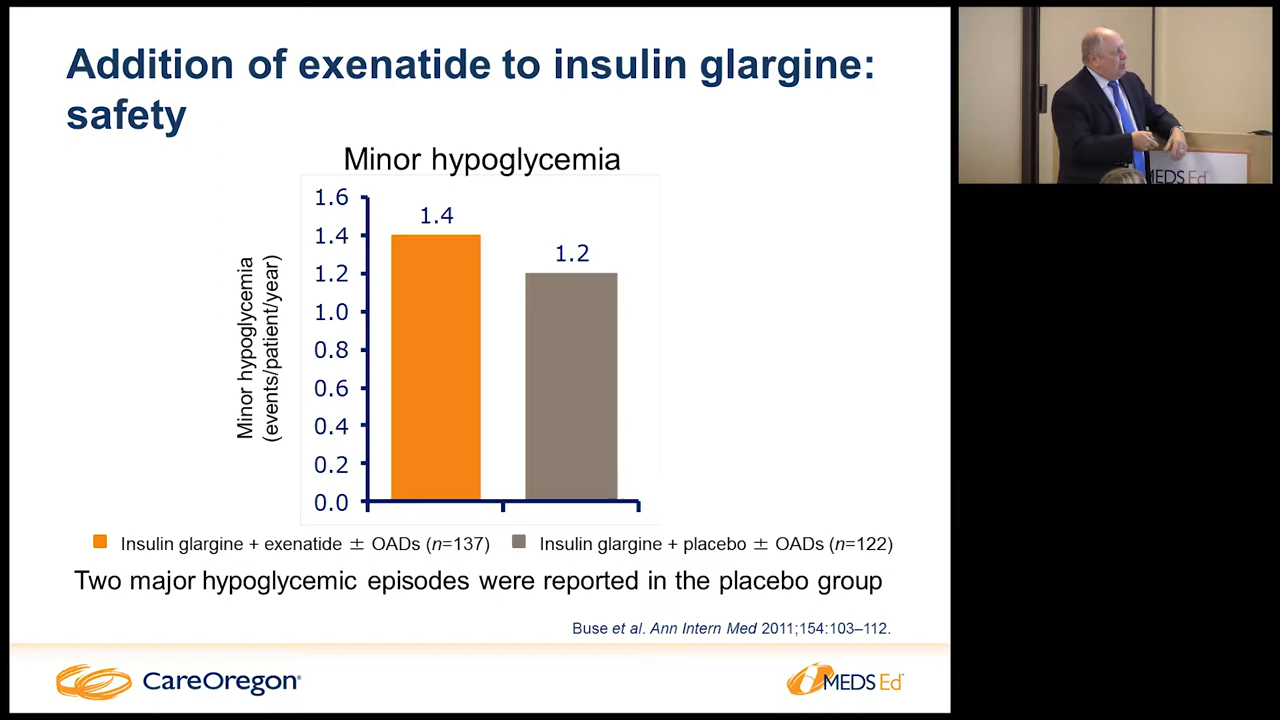 Addition of exenatide to insulin glargine:
safety
Minor hypoglycemia
Minor hypoglycemia
(events/patient/year)
1.6
1.4
1.2
1.0
0.8
0.6
0.4
0.2
0.0
1.4
1.2
Insulin glargine + exenatide ± OADs (n=137)
Insulin glargine + placebo ± OADs (n=122)
Two major hypoglycemic episodes were reported in the placebo group
Buse et al. Ann Intern Med 2011;154:103–112.
CareOregon®
MEDS Ed
MEDS Ed